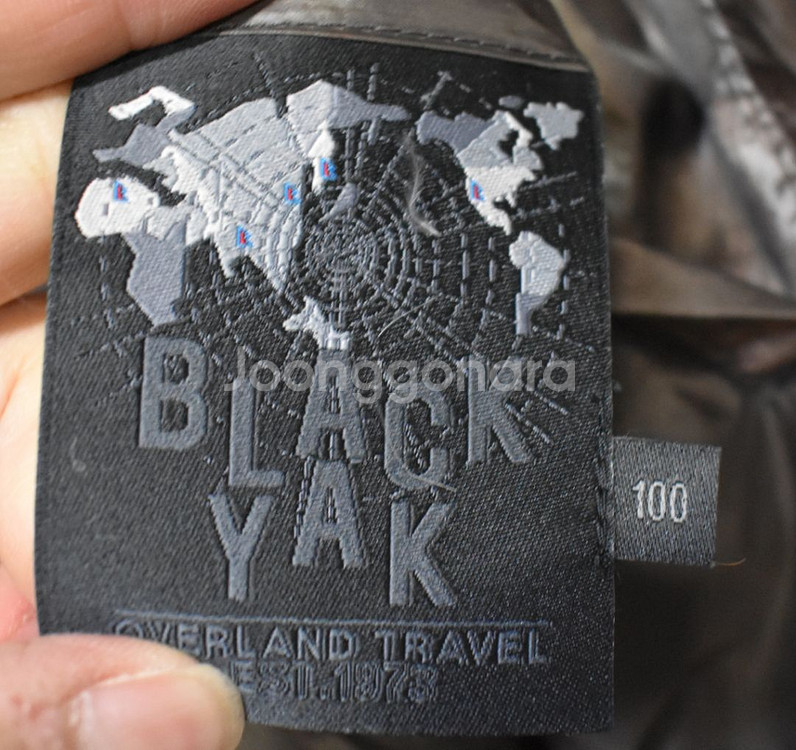 BLACK
YAK
OVERLAND TRAVEL
EST.1973
100
Joonggonara